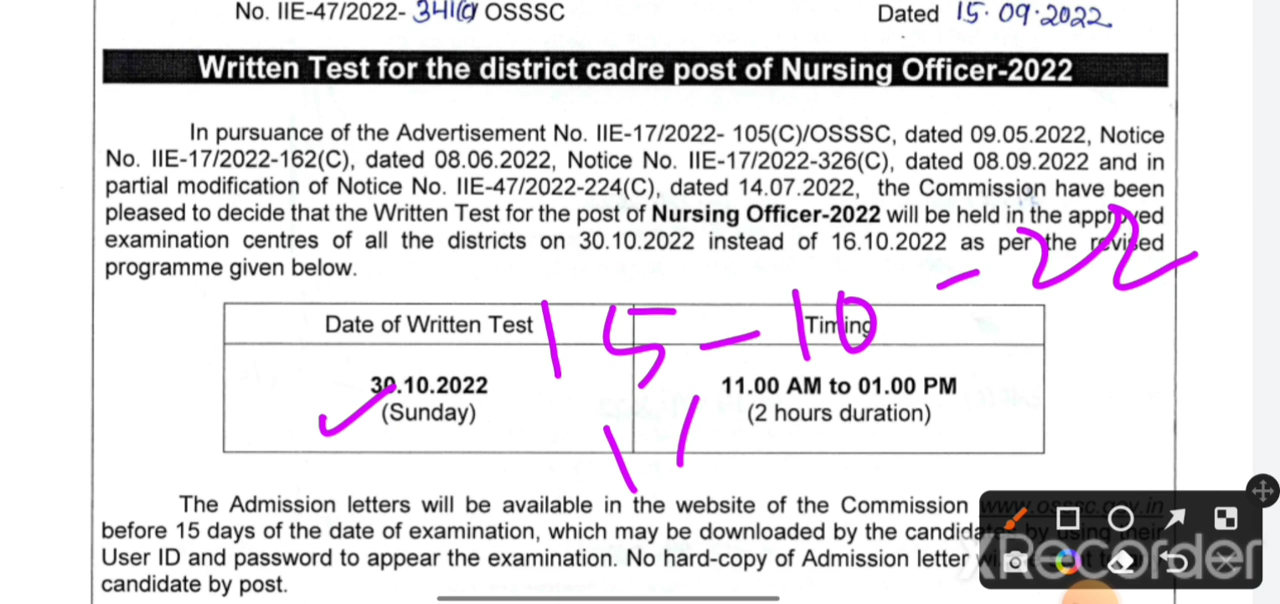 No. IIE-47/2022- 341(C) OSSSC Dated 15.09.2022
Written Test for the district cadre post of Nursing Officer-2022
In pursuance of the Advertisement No. IIE-17/2022- 105(C)/OSSSC, dated 09.05.2022, Notice
No. IIE-17/2022-162(C), dated 08.06.2022, Notice No. IIE-17/2022-326(C), dated 08.09.2022 and in
partial modification of Notice No. IIE-47/2022-224(C), dated 14.07.2022, the Commission have been
pleased to decide that the Written Test for the post of Nursing Officer-2022 will be held in the approved
examination centres of all the districts on 30.10.2022 instead of 16.10.2022 as per the revised
programme given below.
15-10-22
Date of Written Test Timing
30.10.2022 11.00 AM to 01.00 PM
(Sunday) (2 hours duration)
The Admission letters will be available in the website of the Commission www.osssc.gov.in
before 15 days of the date of examination, which may be downloaded by the candidates by using their
User ID and password to appear the examination. No hard-copy of Admission letter
candidate by post.
XRecorder